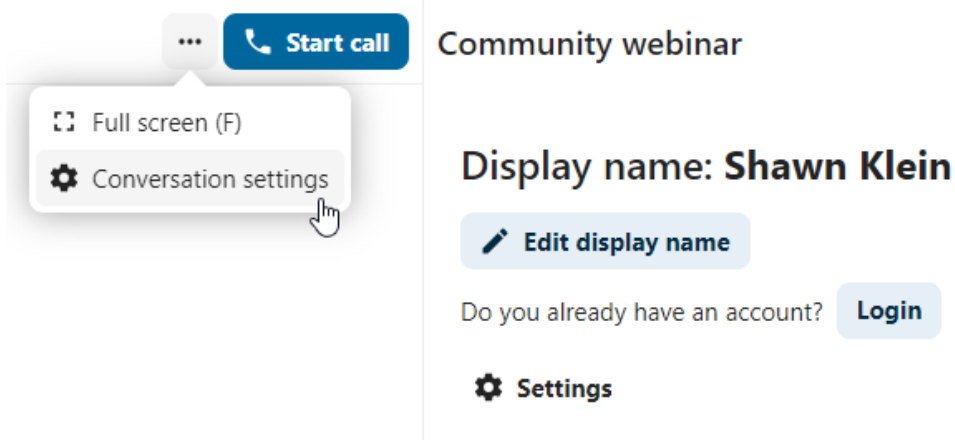 Start call
Community webinar
Full screen (F)
Conversation settings
Display name: Shawn Klein
Edit display name
Do you already have an account? Login
Settings